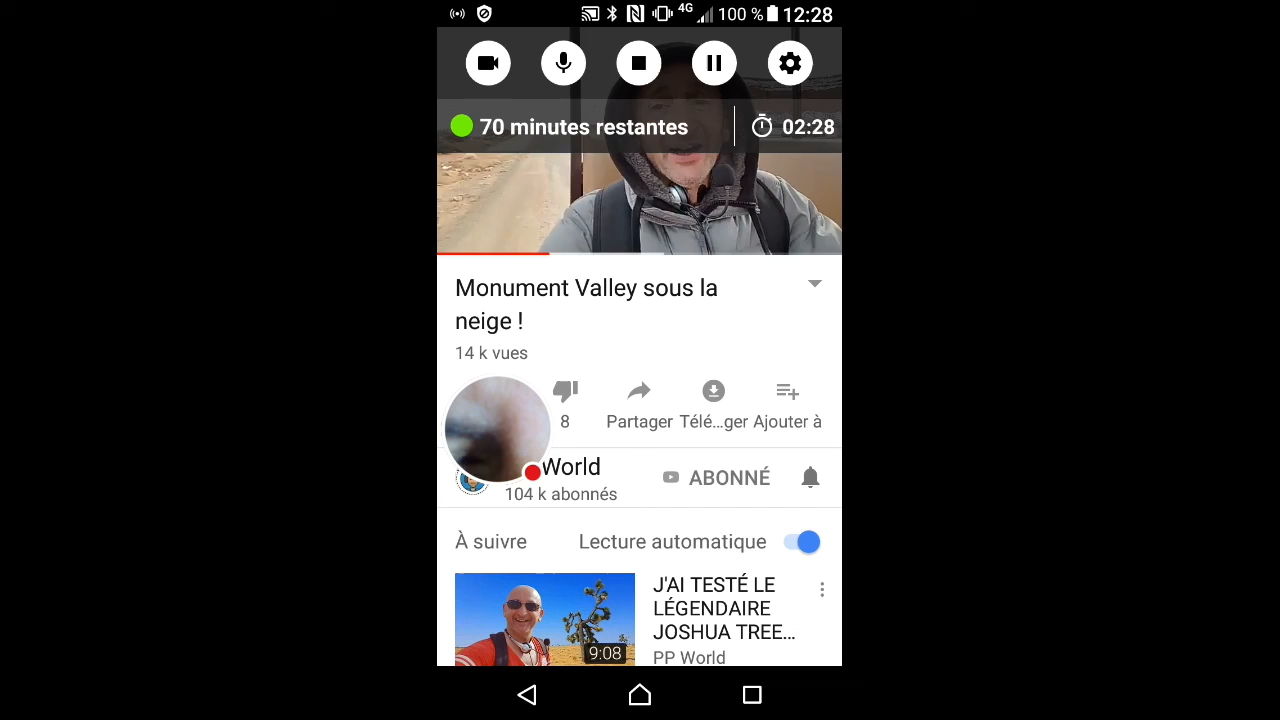 4G 100 % 12:28
70 minutes restantes 02:28
Monument Valley sous la
neige !
14 k vues
8 Partager Télé...ger Ajouter à
World
104 k abonnés
ABONNÉ
À suivre Lecture automatique
J'AI TESTÉ LE
LÉGENDAIRE
JOSHUA TREE...
9:08
PP World